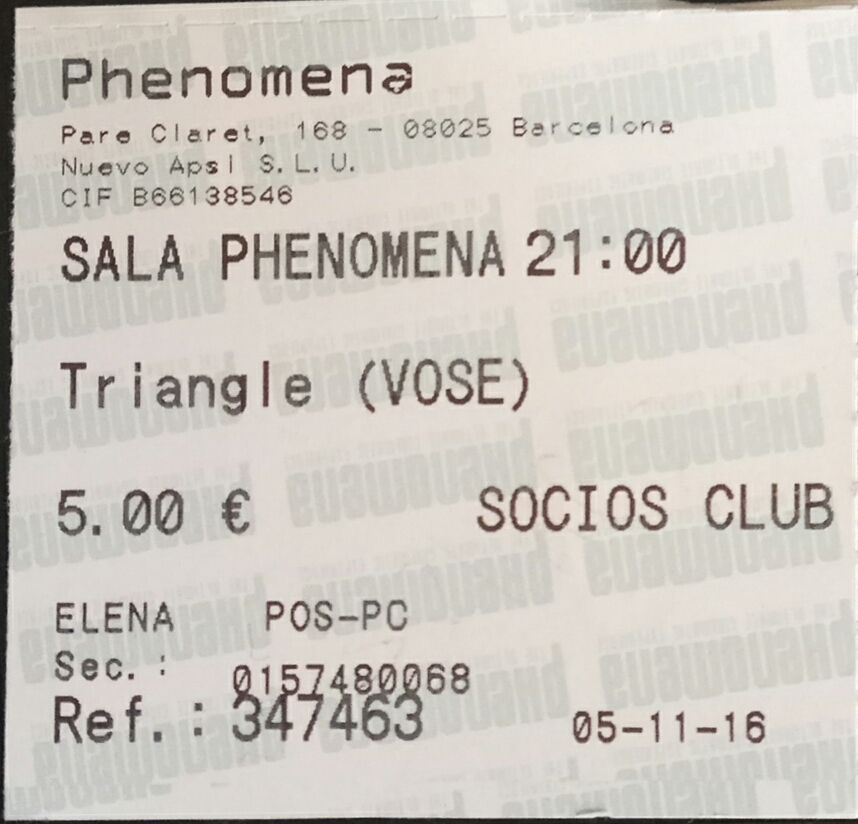 Phenomena
Pare Claret, 168 - 08025 Barcelona
Nuevo Apsl S.L.U.
CIF B66138546
SALA PHENOMENA 21:00
Triangle (VOSE)
5.00 € SOCIOS CLUB
ELENA POS-PC
Sec.: 0157480068
Ref.: 347463 05-11-16